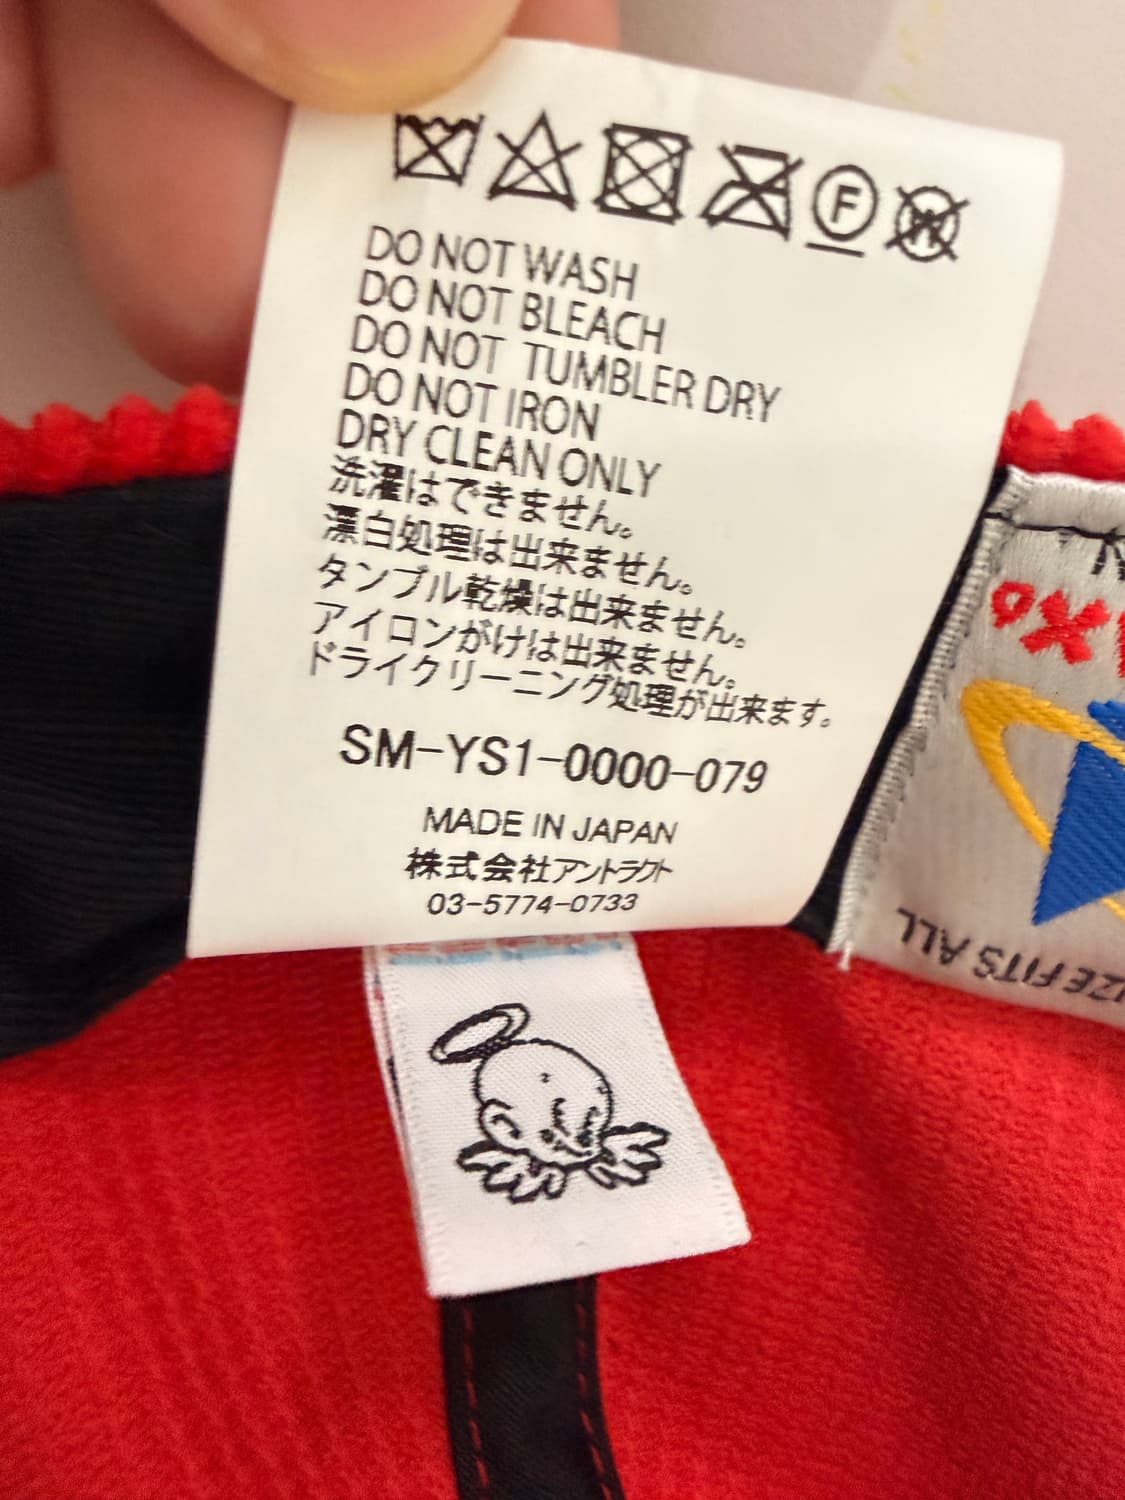 F
W
DO NOT WASH
DO NOT BLEACH
DO NOT TUMBLER DRY
DO NOT IRON
DRY CLEAN ONLY
洗濯はできません。
漂白処理は出来ません。
タンブル乾燥は出来ません。
アイロンがけは出来ません。
ドライクリーニング処理が出来ます。
SM-YS1-0000-079
MADE IN JAPAN
株式会社アントラクト
03-5774-0733
FITS ALL